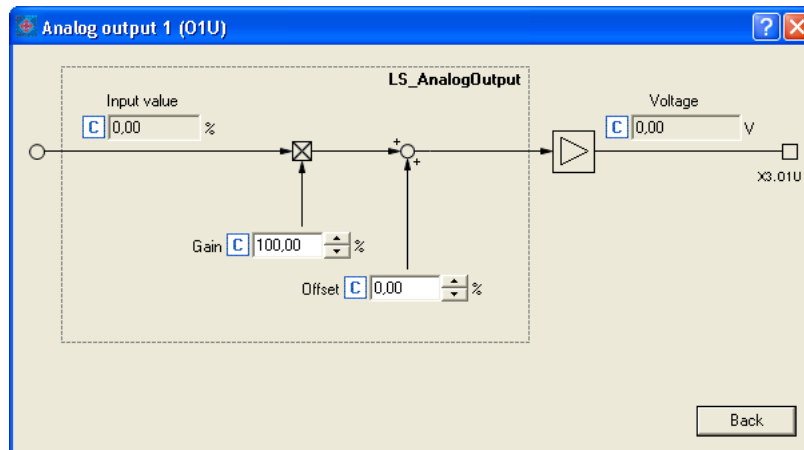 Analog output 1 (O1U)
LS_AnalogOutput
Input value
C 0,00 %
Voltage
C 0,00 V
+
+
X3.O1U
Gain C 100,00 %
Offset C 0,00 %
Back